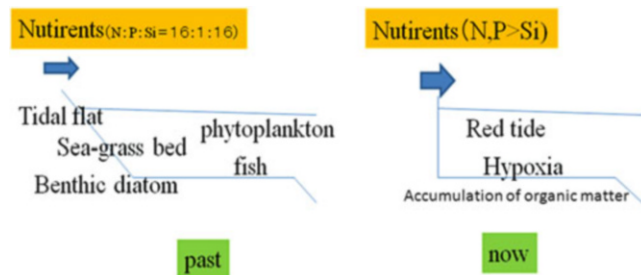 Nutirents(N:P:Si=16:1:16)
Tidal flat
Sea-grass bed
Benthic diatom
phytoplankton
fish
past
Nutirents(N,P>Si)
Red tide
Hypoxia
Accumulation of organic matter
now